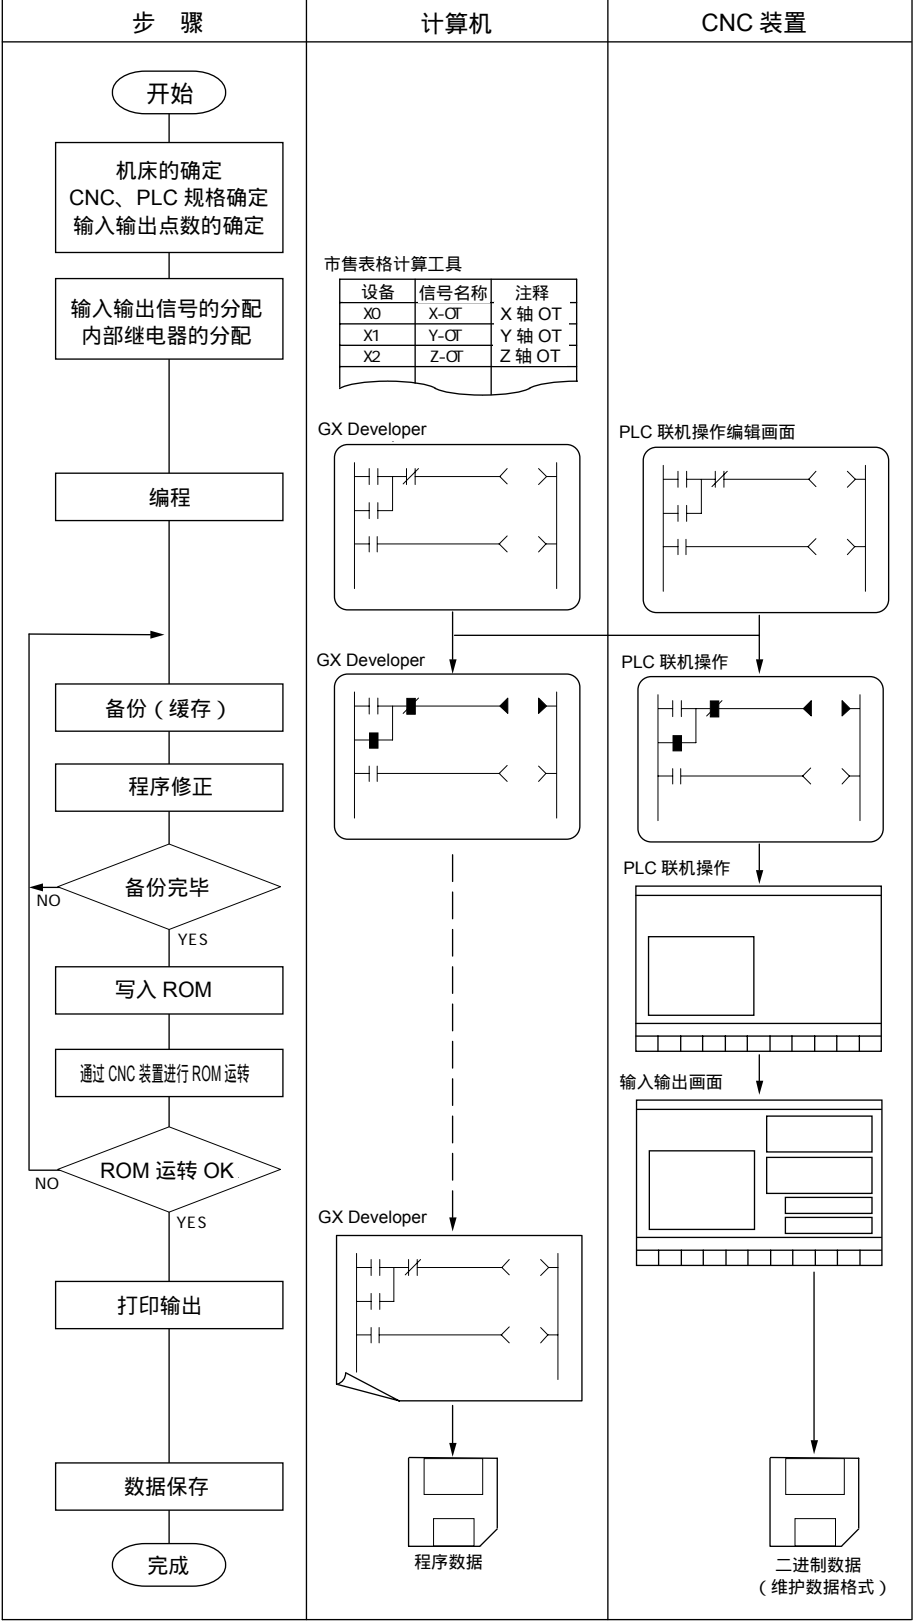 步 骤
计算机
CNC 装置
开始
机床的确定
CNC、PLC 规格确定
输入输出点数的确定
市售表格计算工具
设备 信号名称 注释
X0 X-OT X 轴 OT
X1 Y-OT Y 轴 OT
X2 Z-OT Z 轴 OT
输入输出信号的分配
内部继电器的分配
GX Developer
PLC 联机操作编辑画面
编程
GX Developer
PLC 联机操作
备份（缓存）
程序修正
备份完毕
NO
YES
PLC 联机操作
写入 ROM
通过 CNC 装置进行 ROM 运转
输入输出画面
ROM 运转 OK
NO
YES
GX Developer
打印输出
数据保存
完成
程序数据
二进制数据
（维护数据格式）